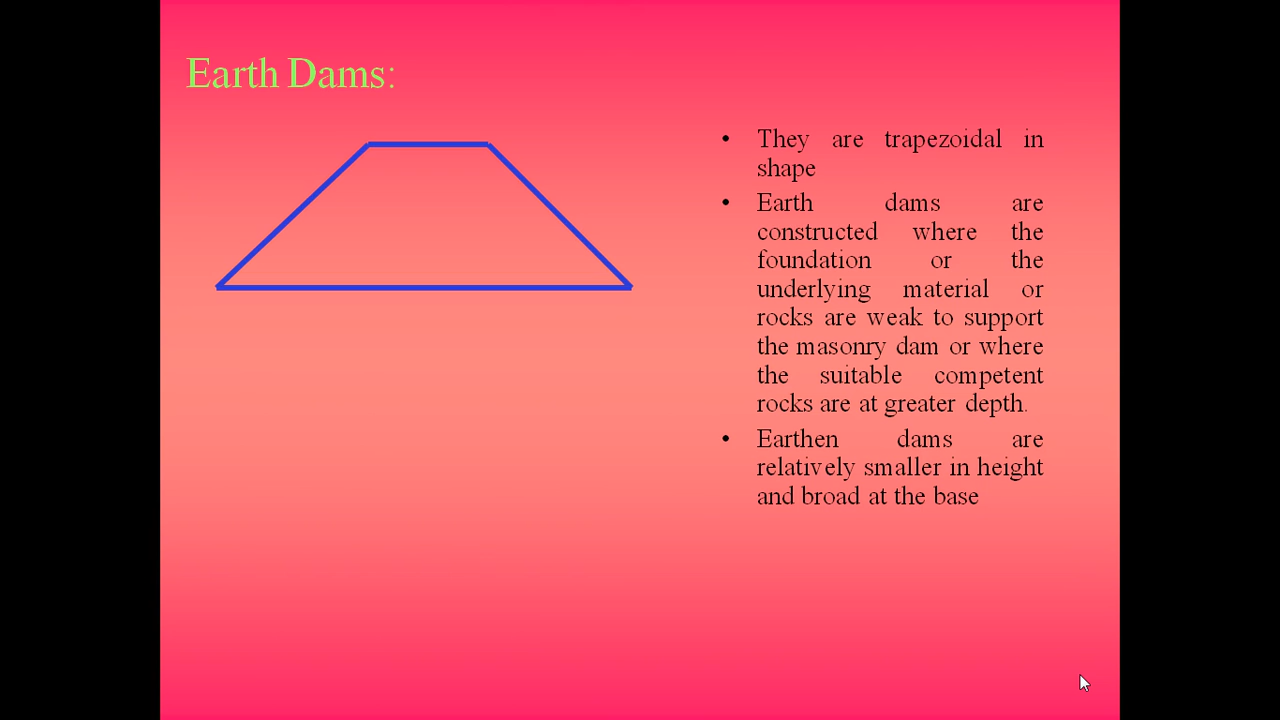 Earth Dams:
• They are trapezoidal in
shape
• Earth dams are
constructed where the
foundation or the
underlying material or
rocks are weak to support
the masonry dam or where
the suitable competent
rocks are at greater depth.
• Earthen dams are
relatively smaller in height
and broad at the base